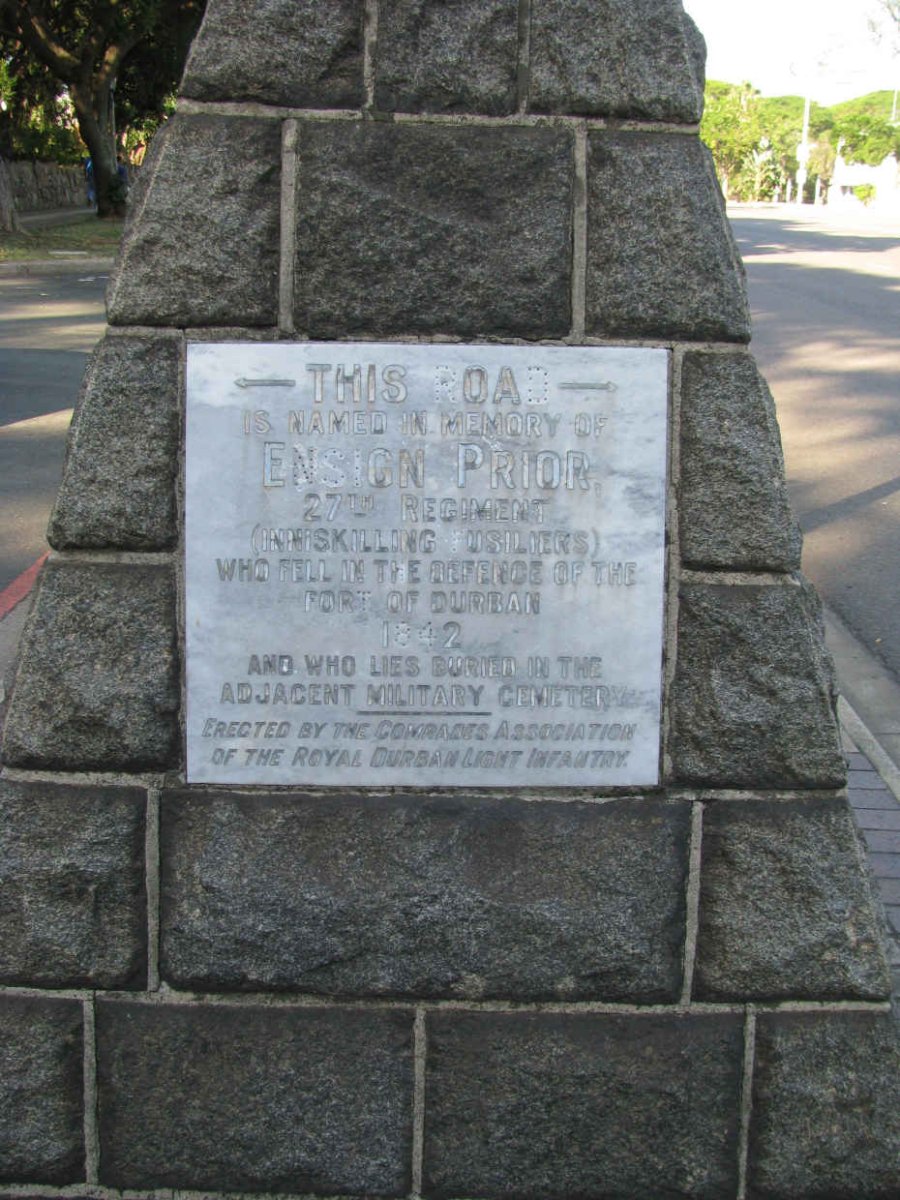 ← THIS ROAD →
IS NAMED IN MEMORY OF
ENSIGN PRIOR,
27TH REGIMENT
(INNISKILLING FUSILIERS)
WHO FELL IN THE DEFENCE OF THE
FORT OF DURBAN
1842
AND WHO LIES BURIED IN THE
ADJACENT MILITARY CEMETERY
ERECTED BY THE COMRADES ASSOCIATION
OF THE ROYAL DURBAN LIGHT INFANTRY.